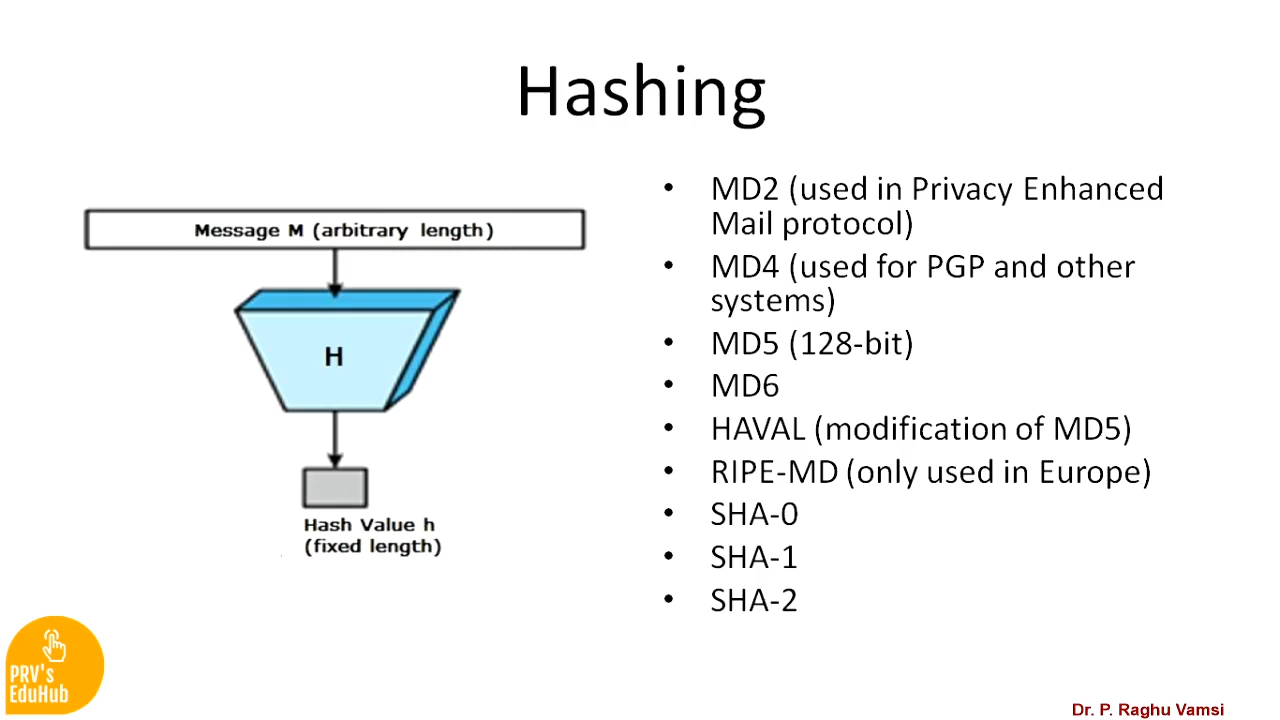 Hashing
Message M (arbitrary length)
H
Hash Value h
(fixed length)
• MD2 (used in Privacy Enhanced
Mail protocol)
• MD4 (used for PGP and other
systems)
• MD5 (128-bit)
• MD6
• HAVAL (modification of MD5)
• RIPE-MD (only used in Europe)
• SHA-0
• SHA-1
• SHA-2
PRV's
EduHub
Dr. P. Raghu Vamsi